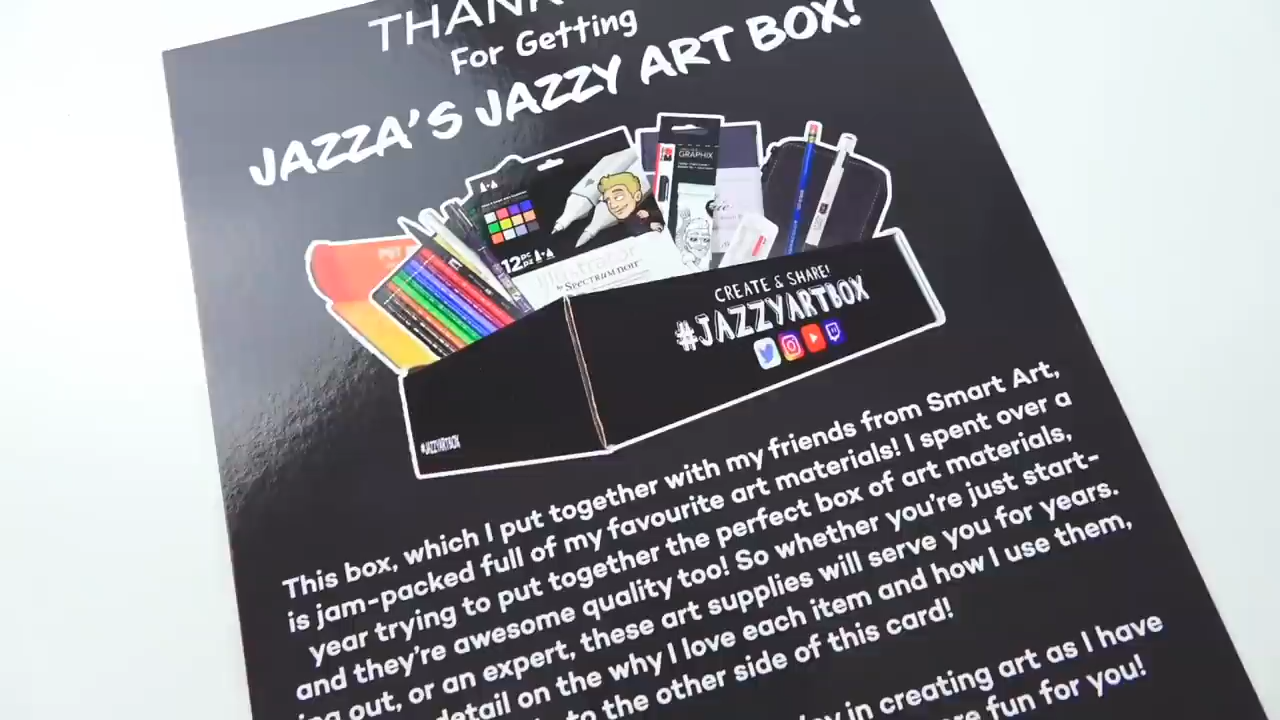 THANK
For Getting
JAZZA'S JAZZY ART BOX!
GRAPHIX
12 PC
Illustrator
by SPECTRUM NOIR
CREATE & SHARE!
#JAZZYARTBOX
#JAZZYARTBOX
This box, which I put together with my friends from Smart Art,
is jam-packed full of my favourite art materials! I spent over a
year trying to put together the perfect box of art materials,
and they're awesome quality too! So whether you're just start-
ing out, or an expert, these art supplies will serve you for years.
detail on the why I love each item and how I use them,
to the other side of this card!
joy in creating art as I have
more fun for you!